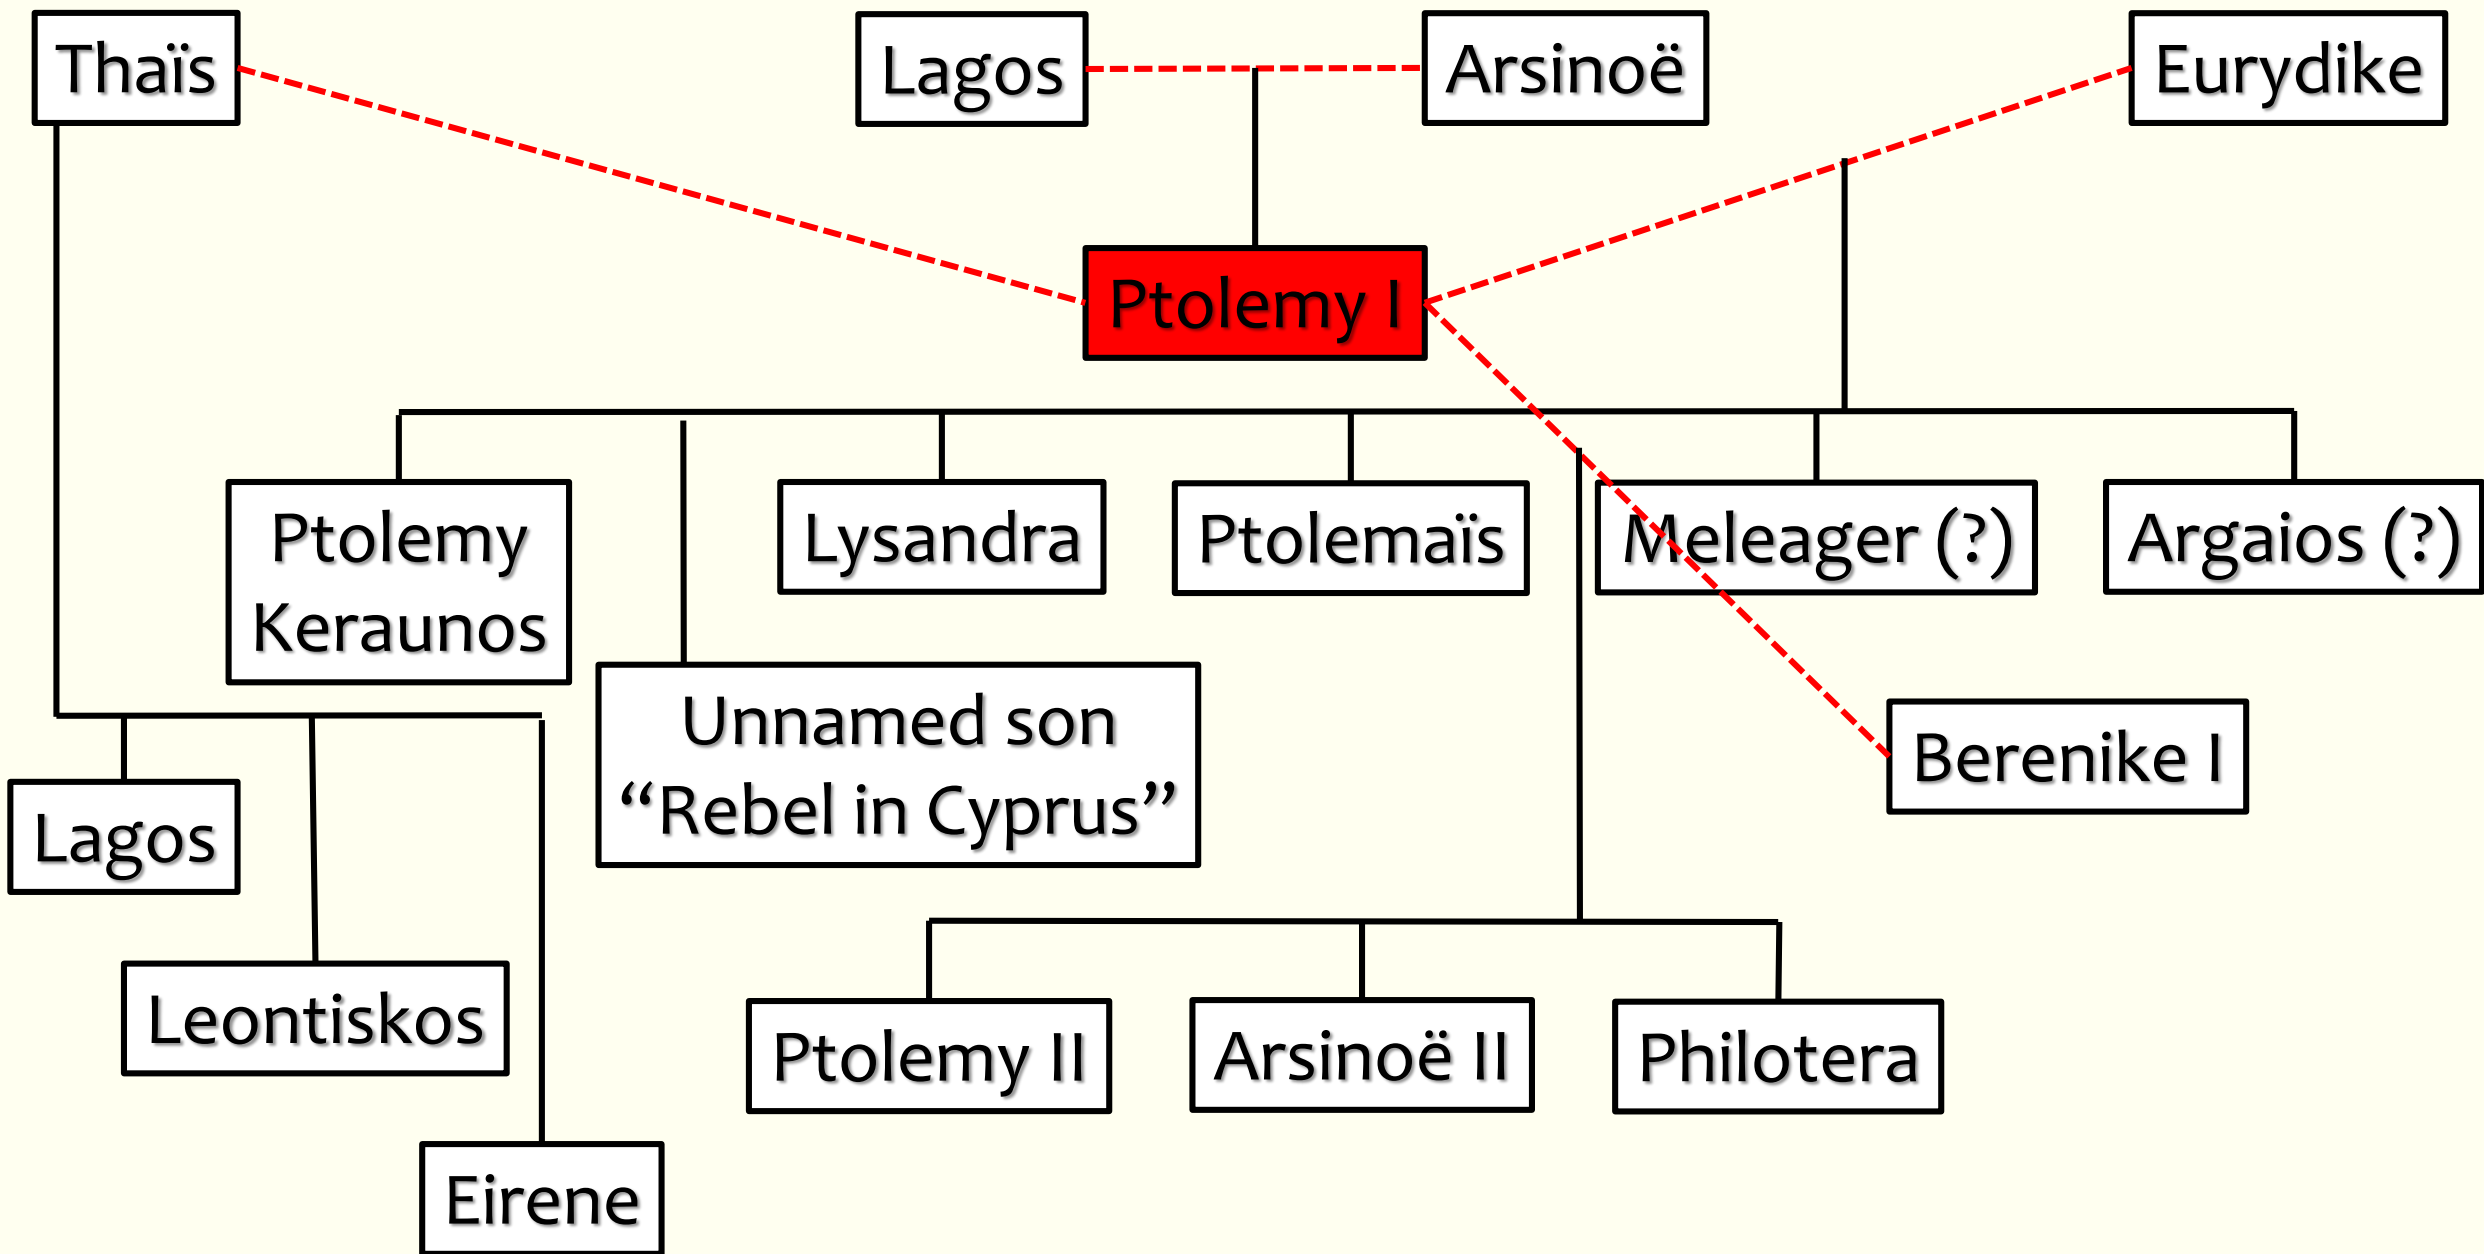 Thaïs
Lagos
Arsinoë
Eurydike
Ptolemy I
Ptolemy
Keraunos
Lysandra
Ptolemaïs
Meleager (?)
Argaios (?)
Unnamed son
“Rebel in Cyprus”
Berenike I
Lagos
Leontiskos
Ptolemy II
Arsinoë II
Philotera
Eirene